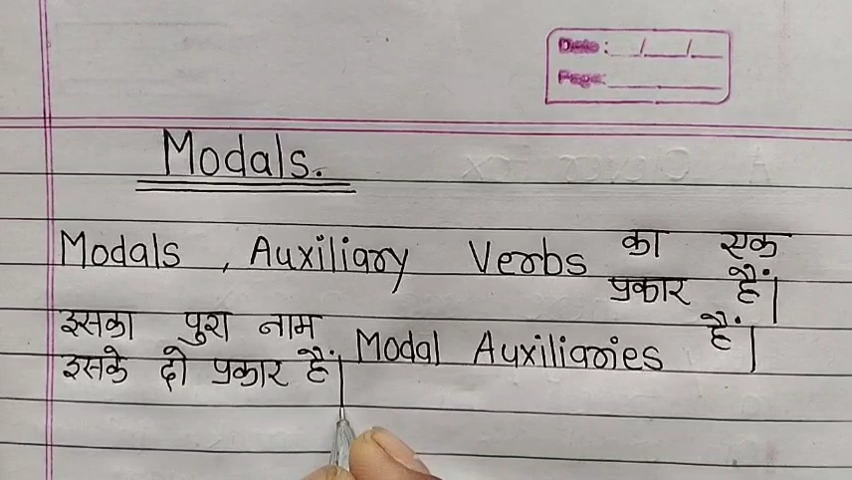 Date: / /
Page:
Modals.
Modals , Auxiliary Verbs का एक
प्रकार हैं।
इसका पुरा नाम Modal Auxiliaries हैं।
इसके दो प्रकार हैं।